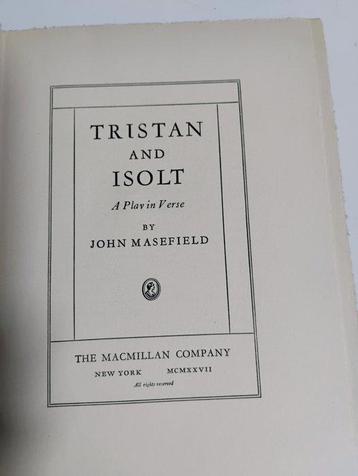 TRISTAN
AND
ISOLT
A Play in Verse
BY
JOHN MASEFIELD
THE MACMILLAN COMPANY
NEW YORK MCMXXVII
All rights reserved